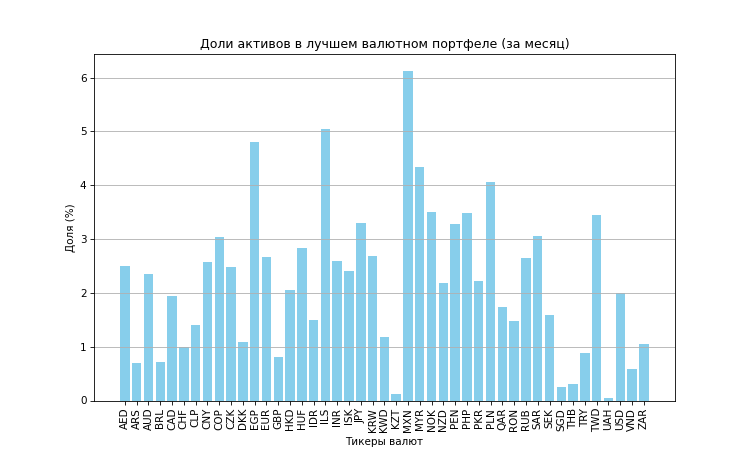 Доли активов в лучшем валютном портфеле (за месяц)
Доля (%)
6
5
4
3
2
1
0
AED
ARS
AUD
BRL
CAD
CHF
CLP
CNY
COP
CZK
DKK
EGP
EUR
GBP
HKD
HUF
IDR
ILS
INR
ISK
JPY
KRW
KWD
KZT
MXN
MYR
NOK
NZD
PEN
PHP
PKR
PLN
QAR
RON
RUB
SAR
SEK
SGD
THB
TRY
TWD
UAH
USD
VND
ZAR
Тикеры валют